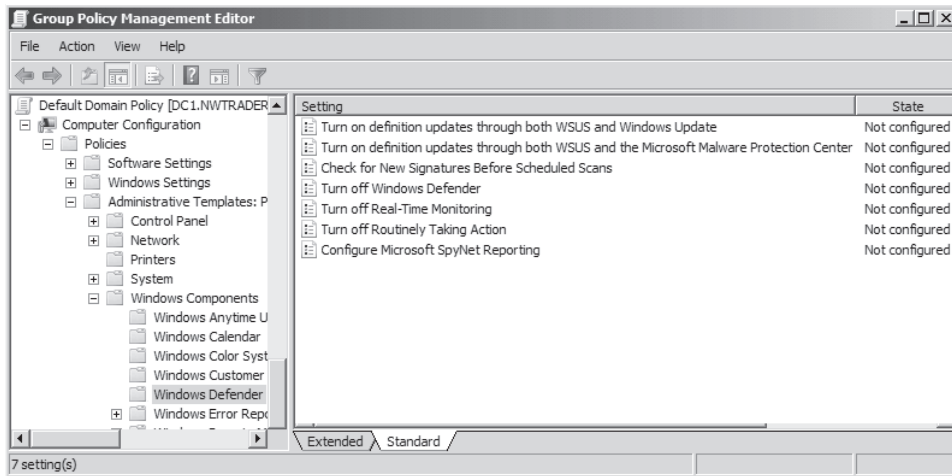 Group Policy Management Editor
File Action View Help
Default Domain Policy [DC1.NWTRADER
Computer Configuration
Policies
Software Settings
Windows Settings
Administrative Templates: P
Control Panel
Network
Printers
System
Windows Components
Windows Anytime U
Windows Calendar
Windows Color Syst
Windows Customer
Windows Defender
Windows Error Repo
Setting State
Turn on definition updates through both WSUS and Windows Update Not configured
Turn on definition updates through both WSUS and the Microsoft Malware Protection Center Not configured
Check for New Signatures Before Scheduled Scans Not configured
Turn off Windows Defender Not configured
Turn off Real-Time Monitoring Not configured
Turn off Routinely Taking Action Not configured
Configure Microsoft SpyNet Reporting Not configured
Extended Standard
7 setting(s)